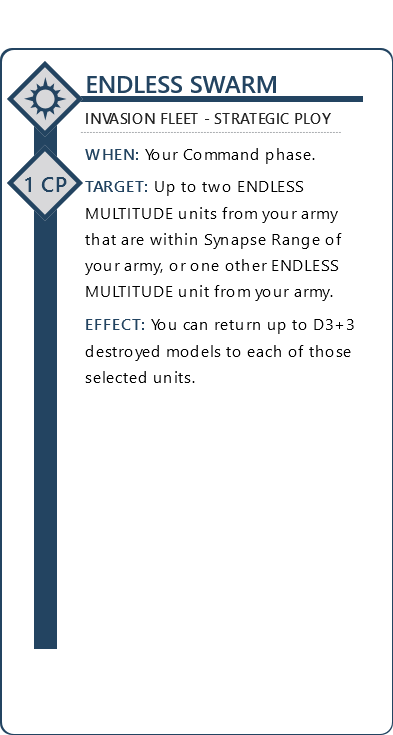 ENDLESS SWARM
INVASION FLEET - STRATEGIC PLOY
WHEN: Your Command phase.
1 CP
TARGET: Up to two ENDLESS
MULTITUDE units from your army
that are within Synapse Range of
your army, or one other ENDLESS
MULTITUDE unit from your army.
EFFECT: You can return up to D3+3
destroyed models to each of those
selected units.